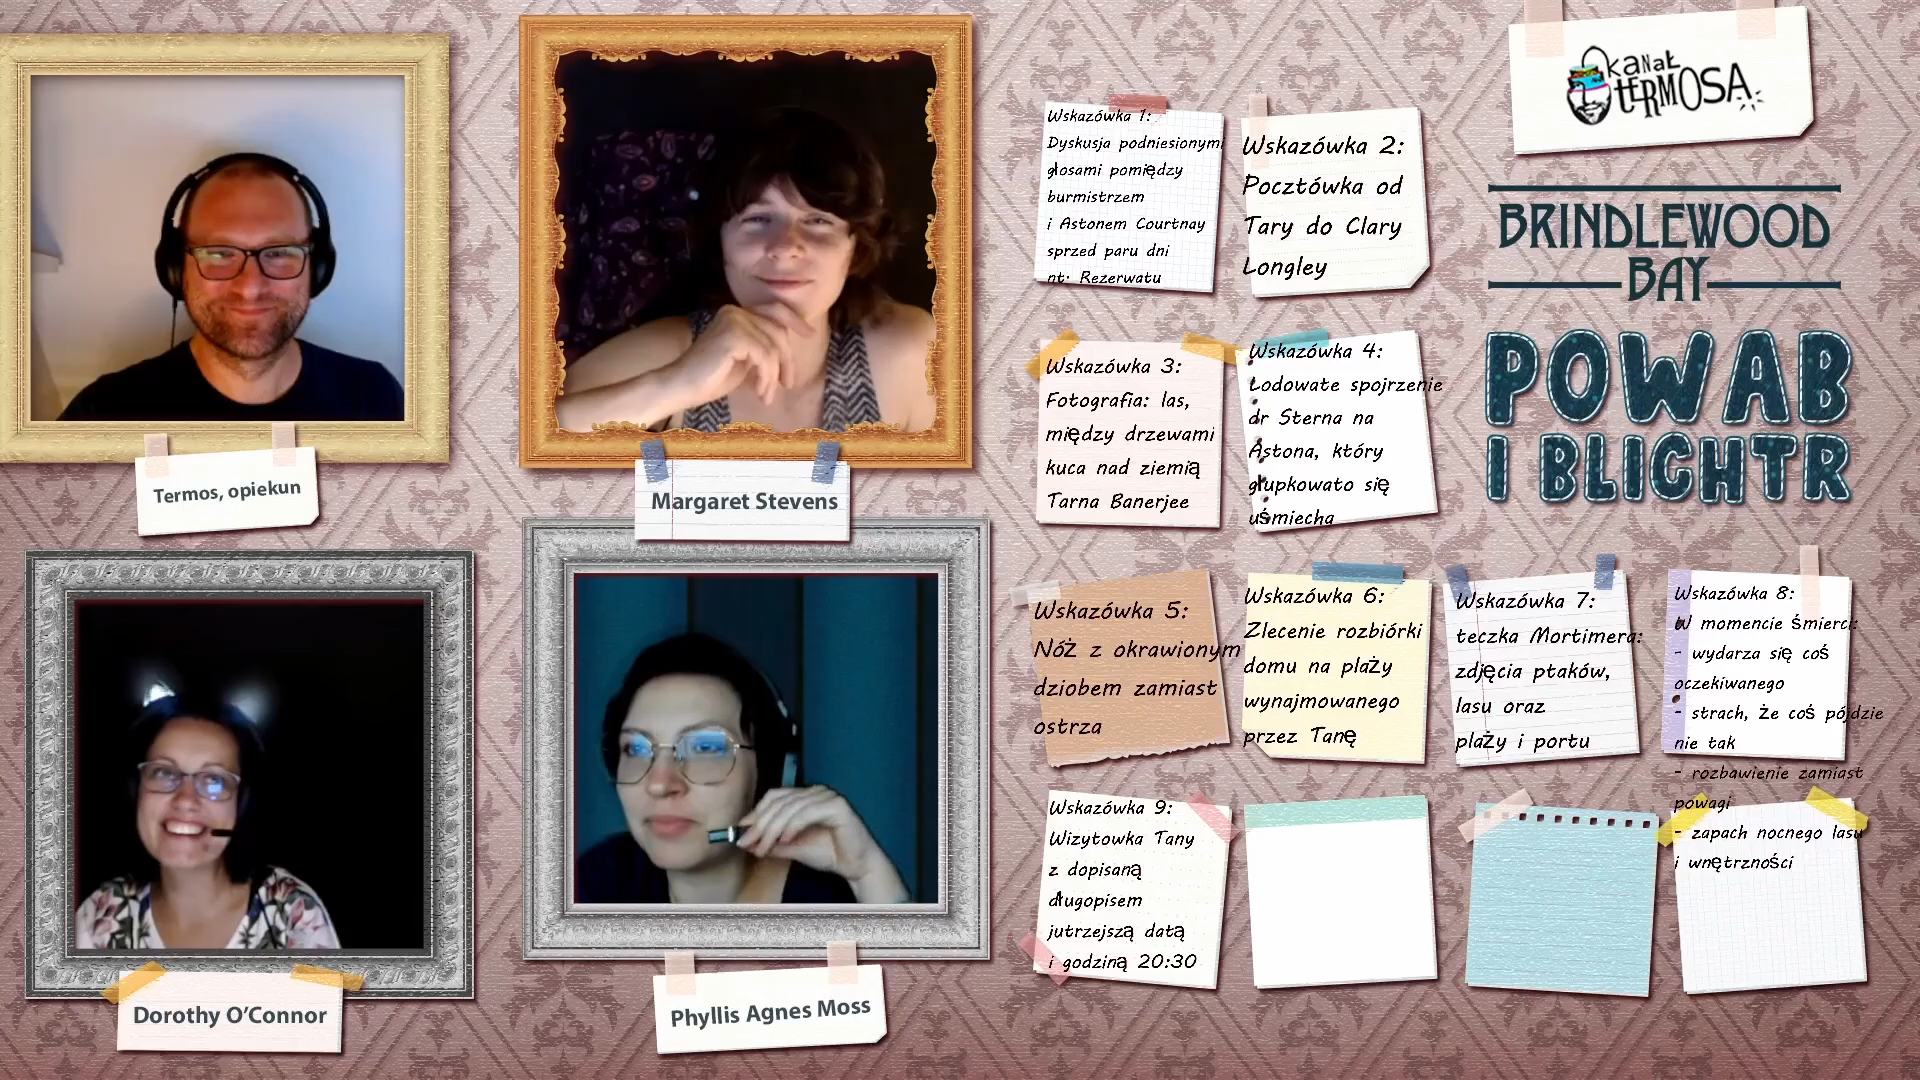 kanał
termosa
BRINDLEWOOD
BAY
POWAB
I BLICHTR
Termos, opiekun
Margaret Stevens
Dorothy O’Connor
Phyllis Agnes Moss
Wskazówka 1:
Dyskusja podniesionymi
głosami pomiędzy
burmistrzem
i Astonem Courtnay
sprzed paru dni
nt. Rezerwatu
Wskazówka 2:
Pocztówka od
Tary do Clary
Longley
Wskazówka 3:
Fotografia: las,
między drzewami
kuca nad ziemią
Tarna Banerjee
Wskazówka 4:
Lodowate spojrzenie
dr Sterna na
Astona, który
głupkowato się
uśmiecha
Wskazówka 5:
Nóż z okrawionym
dziobem zamiast
ostrza
Wskazówka 6:
Zlecenie rozbiórki
domu na plaży
wynajmowanego
przez Tanę
Wskazówka 7:
teczka Mortimera:
zdjęcia ptaków,
lasu oraz
plaży i portu
Wskazówka 8:
W momencie śmierci:
- wydarza się coś
oczekiwanego
- strach, że coś pójdzie
nie tak
- rozbawienie zamiast
powagi
- zapach nocnego lasu
i wnętrzności
Wskazówka 9:
Wizytowka Tany
z dopisaną
długopisem
jutrzejszą datą
i godziną 20:30